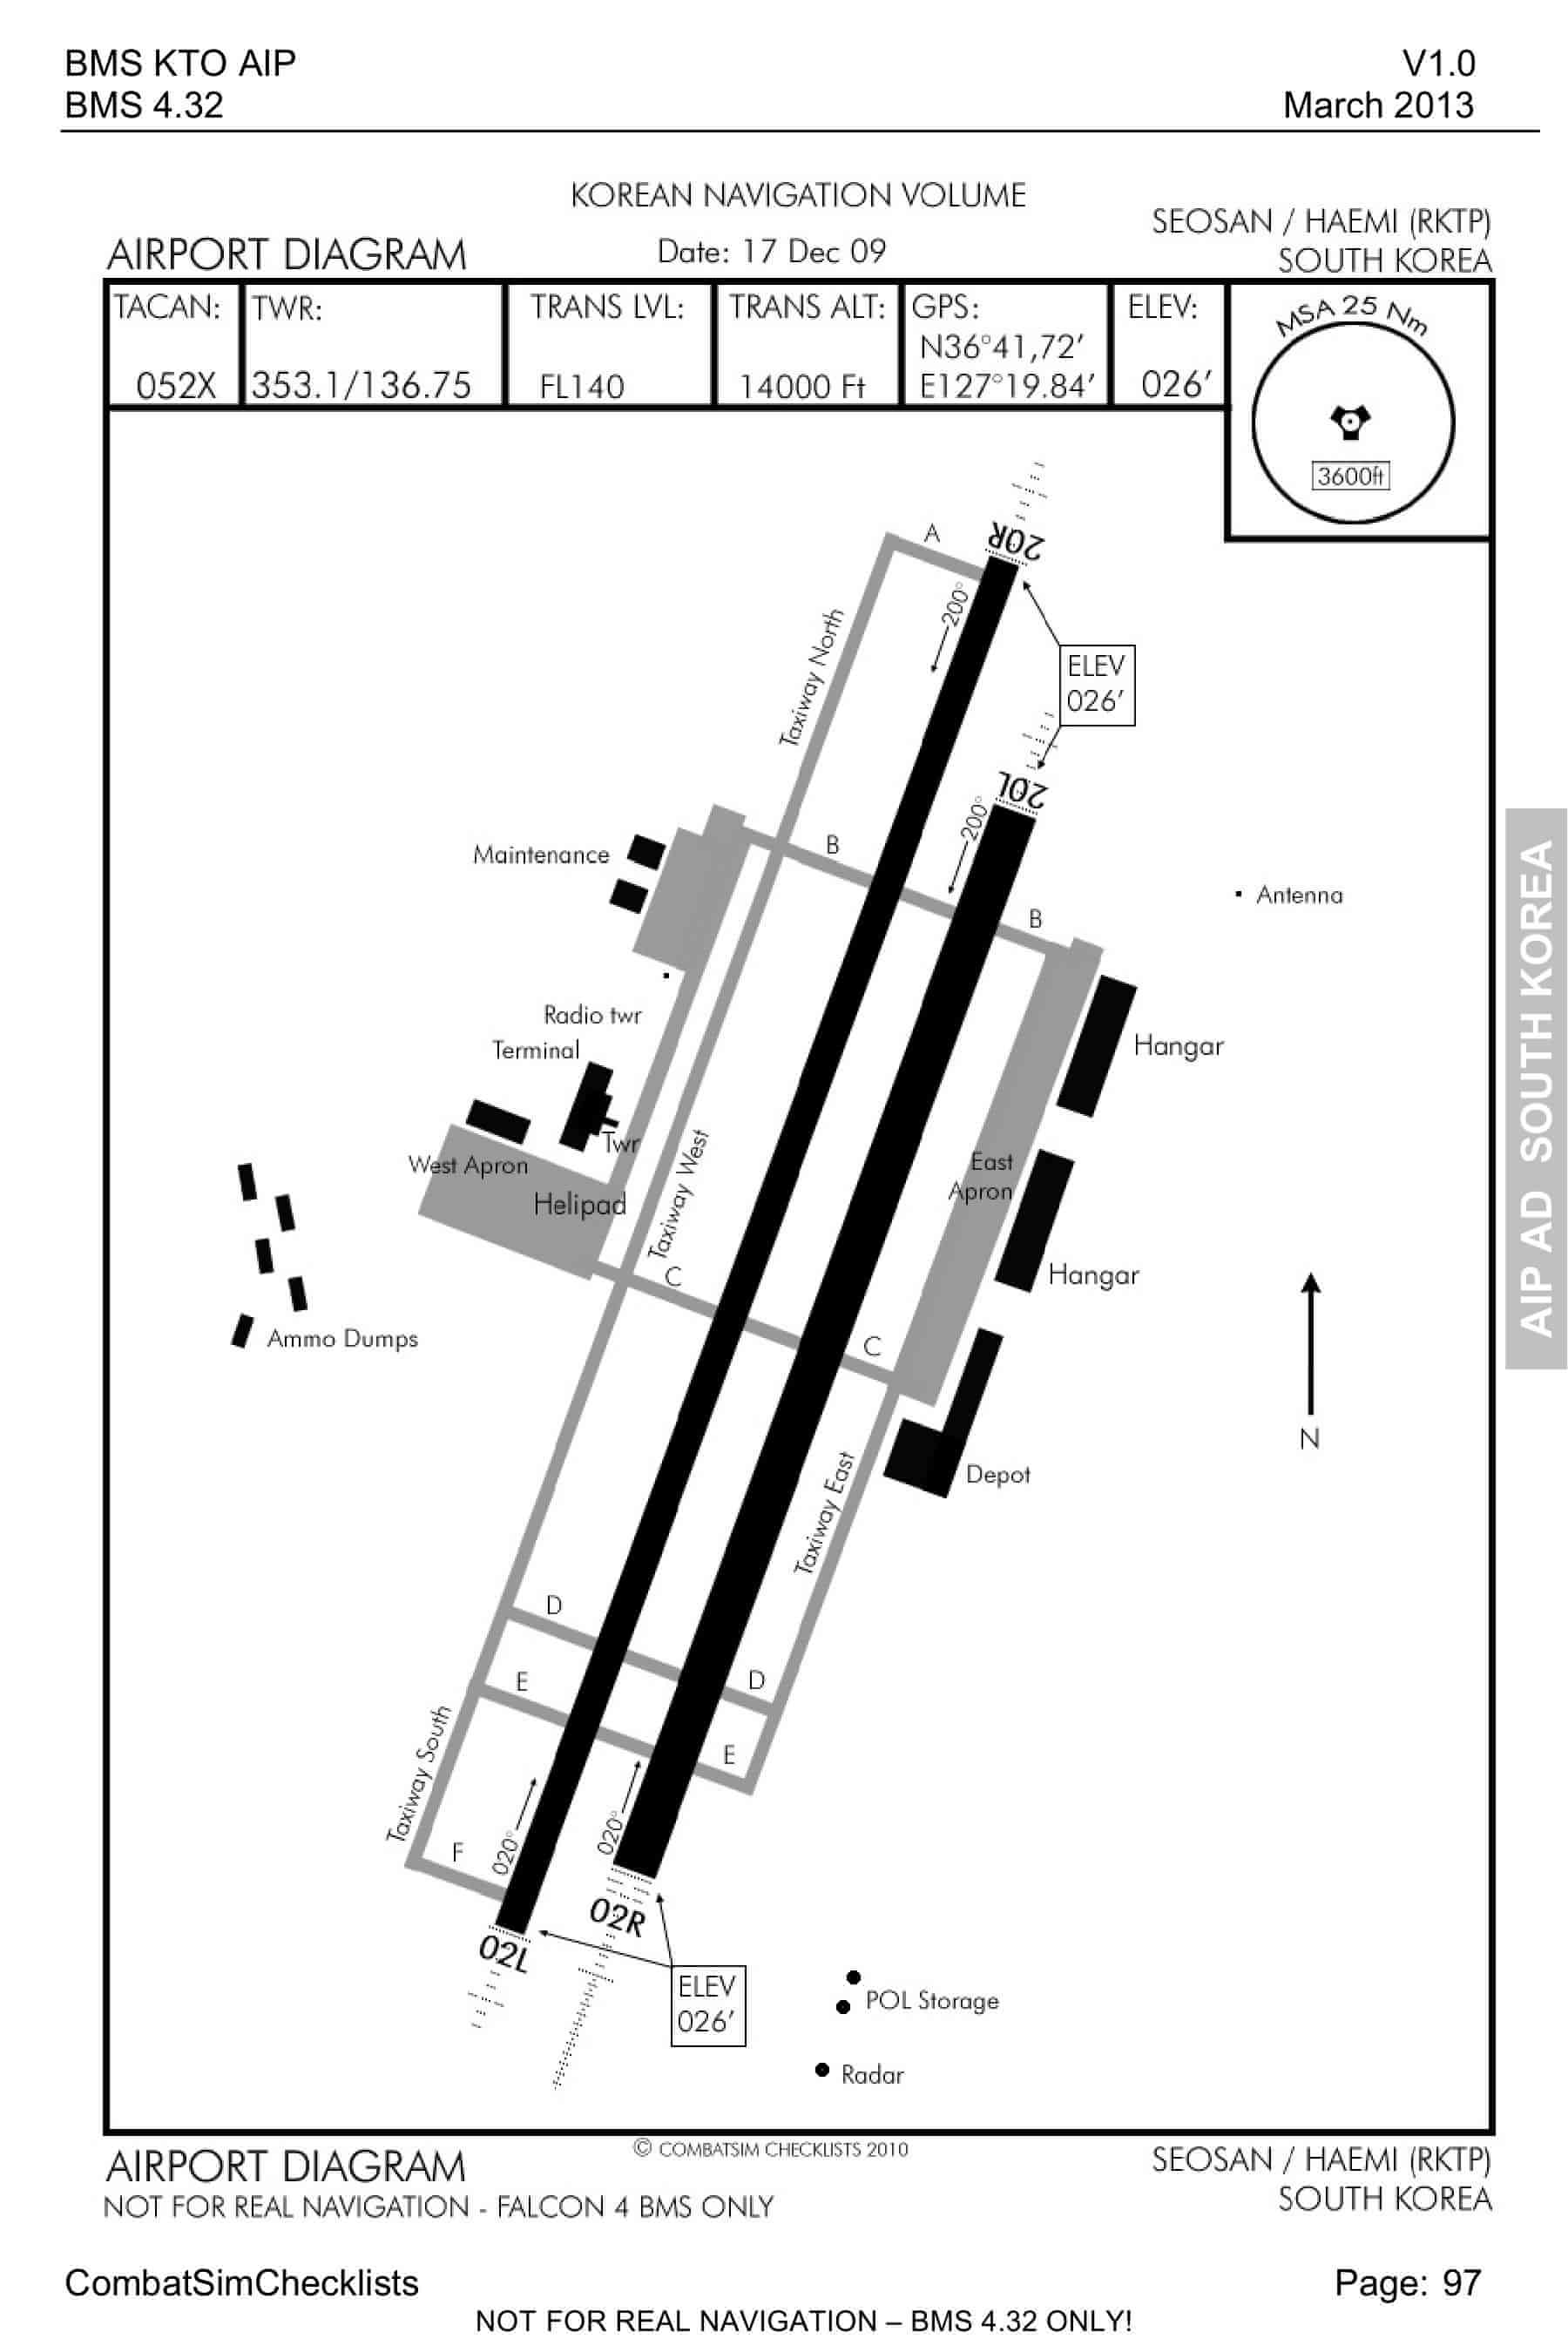 BMS KTO AIP
V1.0
BMS 4.32
March 2013
KOREAN NAVIGATION VOLUME
SEOSAN / HAEMI (RKTP)
AIRPORT DIAGRAM
Date: 17 Dec 09
SOUTH KOREA
TACAN:
052X
TWR:
353.1/136.75
TRANS LVL:
FL140
TRANS ALT:
14000 Ft
GPS:
N36°41,72'
E127°19.84'
ELEV:
026'
MSA 25 Nm
3600ft
A
20R
200°
Taxiway North
ELEV
026'
20L
200°
B
Maintenance
Antenna
B
Radio twr
Terminal
Hangar
Twr
West Apron
Helipad
Taxiway West
East
Apron
C
Hangar
Ammo Dumps
C
N
Depot
Taxiway East
D
D
E
E
Taxiway South
F
020°
020°
02R
02L
ELEV
026'
POL Storage
Radar
AIP AD SOUTH KOREA
© COMBATSIM CHECKLISTS 2010
AIRPORT DIAGRAM
SEOSAN / HAEMI (RKTP)
NOT FOR REAL NAVIGATION - FALCON 4 BMS ONLY
SOUTH KOREA
CombatSimChecklists
Page: 97
NOT FOR REAL NAVIGATION – BMS 4.32 ONLY!